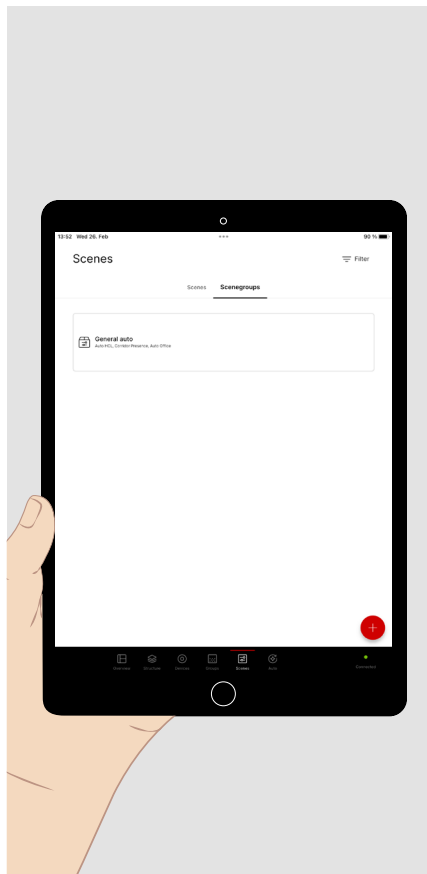 13:52 Wed 26. Feb
90 %
Scenes
Filter
Scenes
Scenegroups
General auto
Auto HCL, Corridor Presence, Auto Office
Overview
Structure
Devices
Groups
Scenes
Auto
Connected